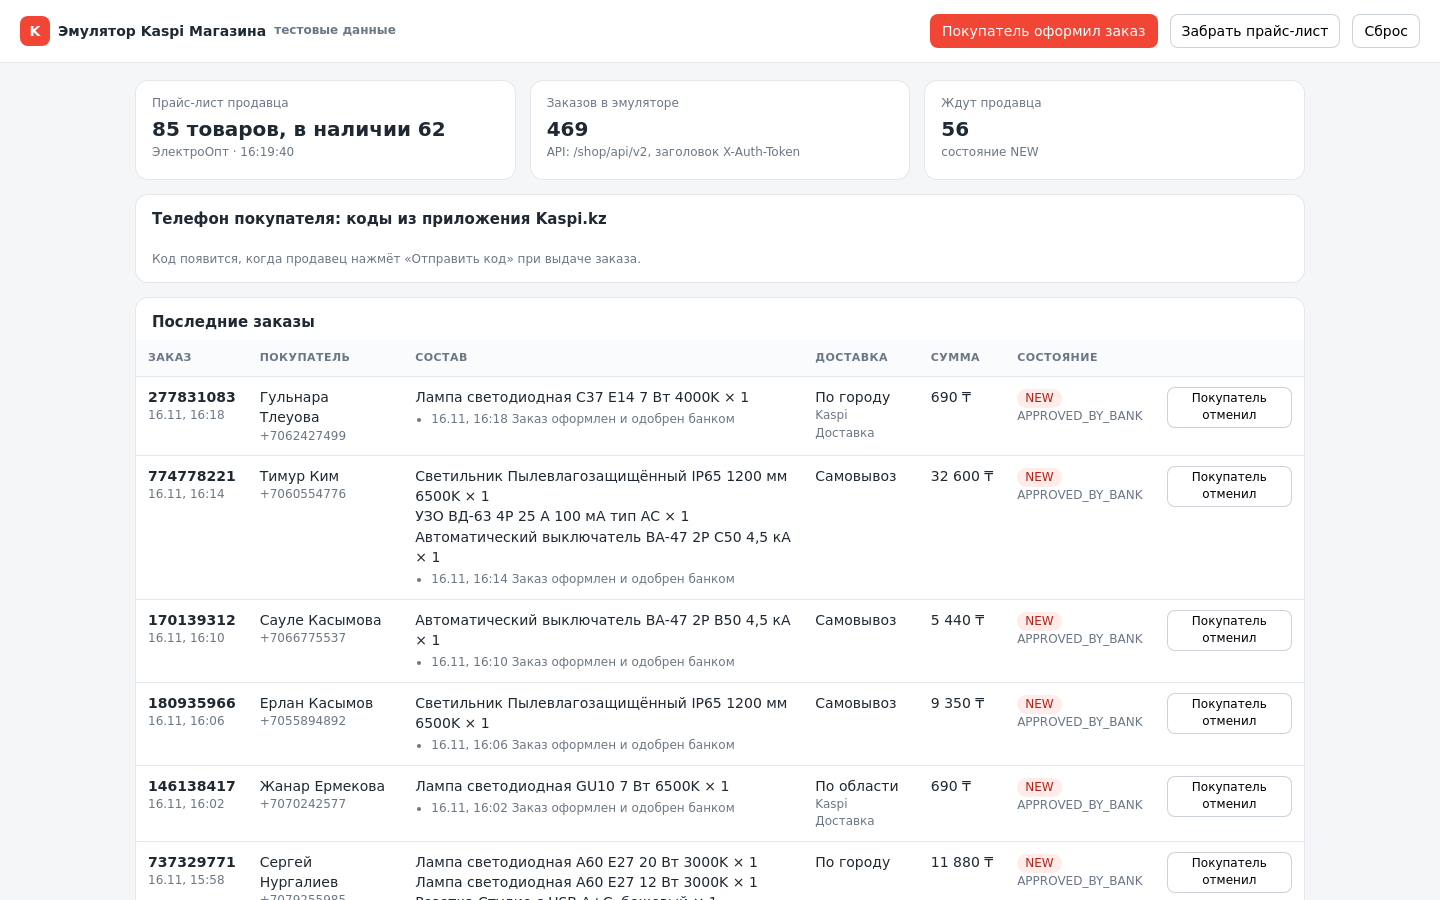 K Эмулятор Kaspi Магазина тестовые данные
Покупатель оформил заказ Забрать прайс-лист Сброс
Прайс-лист продавца
85 товаров, в наличии 62
ЭлектроОпт · 16:19:40
Заказов в эмуляторе
469
API: /shop/api/v2, заголовок X-Auth-Token
Ждут продавца
56
состояние NEW
Телефон покупателя: коды из приложения Kaspi.kz
Код появится, когда продавец нажмёт «Отправить код» при выдаче заказа.
Последние заказы
ЗАКАЗ ПОКУПАТЕЛЬ СОСТАВ ДОСТАВКА СУММА СОСТОЯНИЕ
277831083
16.11, 16:18
Гульнара
Тлеуова
+7062427499
Лампа светодиодная C37 E14 7 Вт 4000K × 1
• 16.11, 16:18 Заказ оформлен и одобрен банком
По городу
Kaspi
Доставка
690 ₸
NEW
APPROVED_BY_BANK
Покупатель
отменил
774778221
16.11, 16:14
Тимур Ким
+7060554776
Светильник Пылевлагозащищённый IP65 1200 мм
6500K × 1
УЗО ВД-63 4P 25 А 100 мА тип AC × 1
Автоматический выключатель ВА-47 2P C50 4,5 кА
× 1
• 16.11, 16:14 Заказ оформлен и одобрен банком
Самовывоз
32 600 ₸
NEW
APPROVED_BY_BANK
Покупатель
отменил
170139312
16.11, 16:10
Сауле Касымова
+7066775537
Автоматический выключатель ВА-47 2P B50 4,5 кА
× 1
• 16.11, 16:10 Заказ оформлен и одобрен банком
Самовывоз
5 440 ₸
NEW
APPROVED_BY_BANK
Покупатель
отменил
180935966
16.11, 16:06
Ерлан Касымов
+7055894892
Светильник Пылевлагозащищённый IP65 1200 мм
6500K × 1
• 16.11, 16:06 Заказ оформлен и одобрен банком
Самовывоз
9 350 ₸
NEW
APPROVED_BY_BANK
Покупатель
отменил
146138417
16.11, 16:02
Жанар Ермекова
+7070242577
Лампа светодиодная GU10 7 Вт 6500K × 1
• 16.11, 16:02 Заказ оформлен и одобрен банком
По области
Kaspi
Доставка
690 ₸
NEW
APPROVED_BY_BANK
Покупатель
отменил
737329771
16.11, 15:58
Сергей
Нургалиев
Лампа светодиодная A60 E27 20 Вт 3000K × 1
Лампа светодиодная A60 E27 12 Вт 3000K × 1
По городу
11 880 ₸
NEW
APPROVED_BY_BANK
Покупатель
отменил